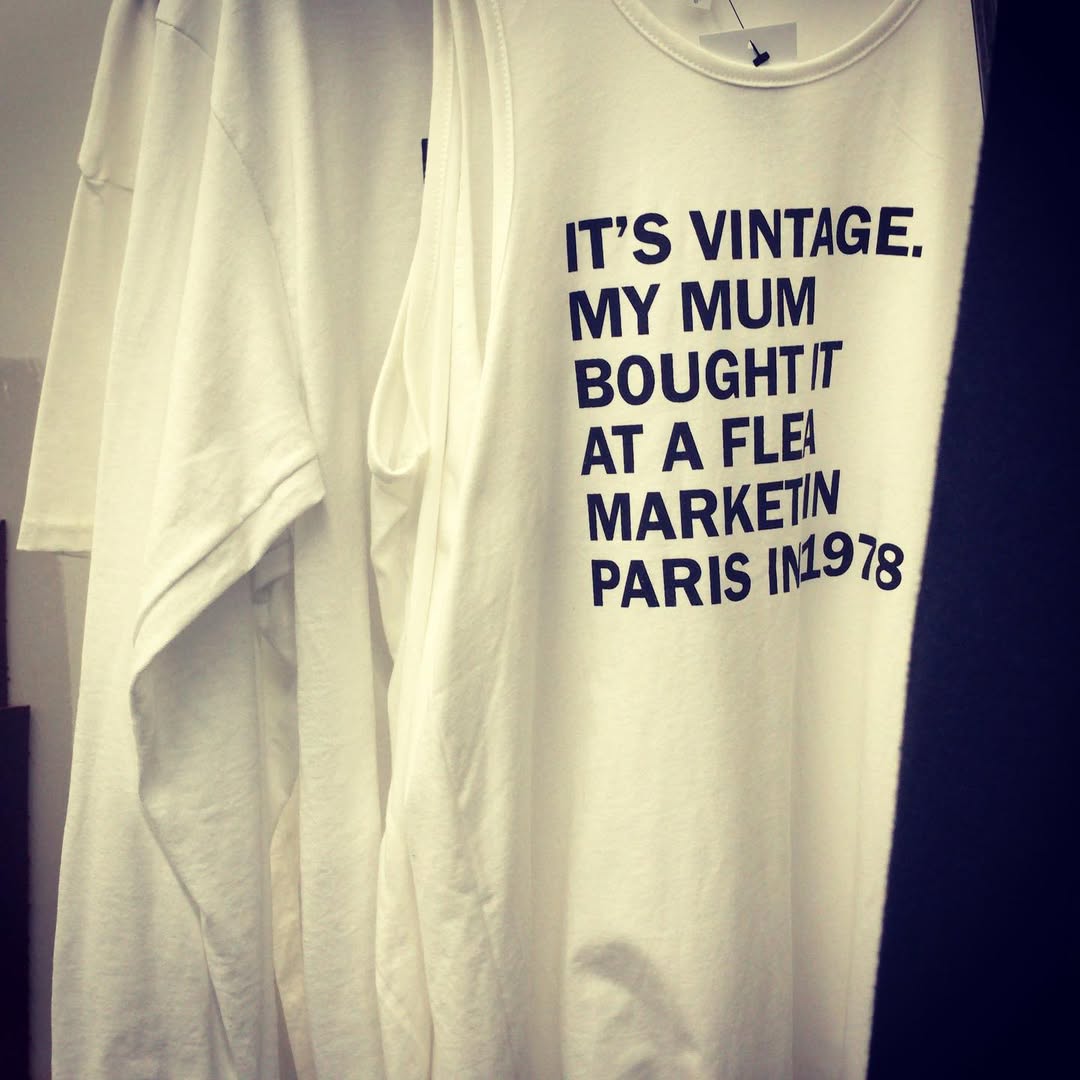 IT'S VINTAGE.
MY MUM
BOUGHT IT
AT A FLEA
MARKET IN
PARIS IN 1978